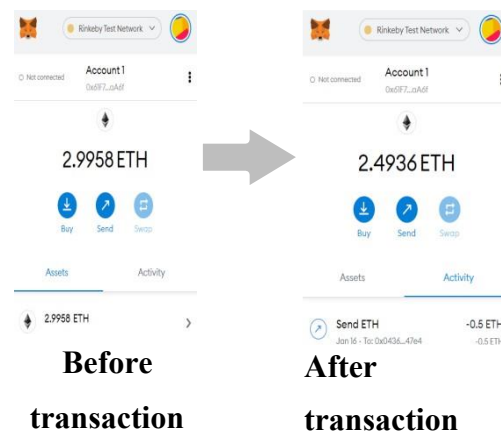 Rinkeby Test Network
Not connected
Account 1
0x61F7...aA6f
2.9958 ETH
Buy
Send
Swap
Assets
Activity
2.9958 ETH
Before
transaction
Rinkeby Test Network
Not connected
Account 1
0x61F7...aA6f
2.4936 ETH
Buy
Send
Swap
Assets
Activity
Send ETH
-0.5 ETH
Jan 16 - To: 0x0436...47e4
-0.5 ETH
After
transaction